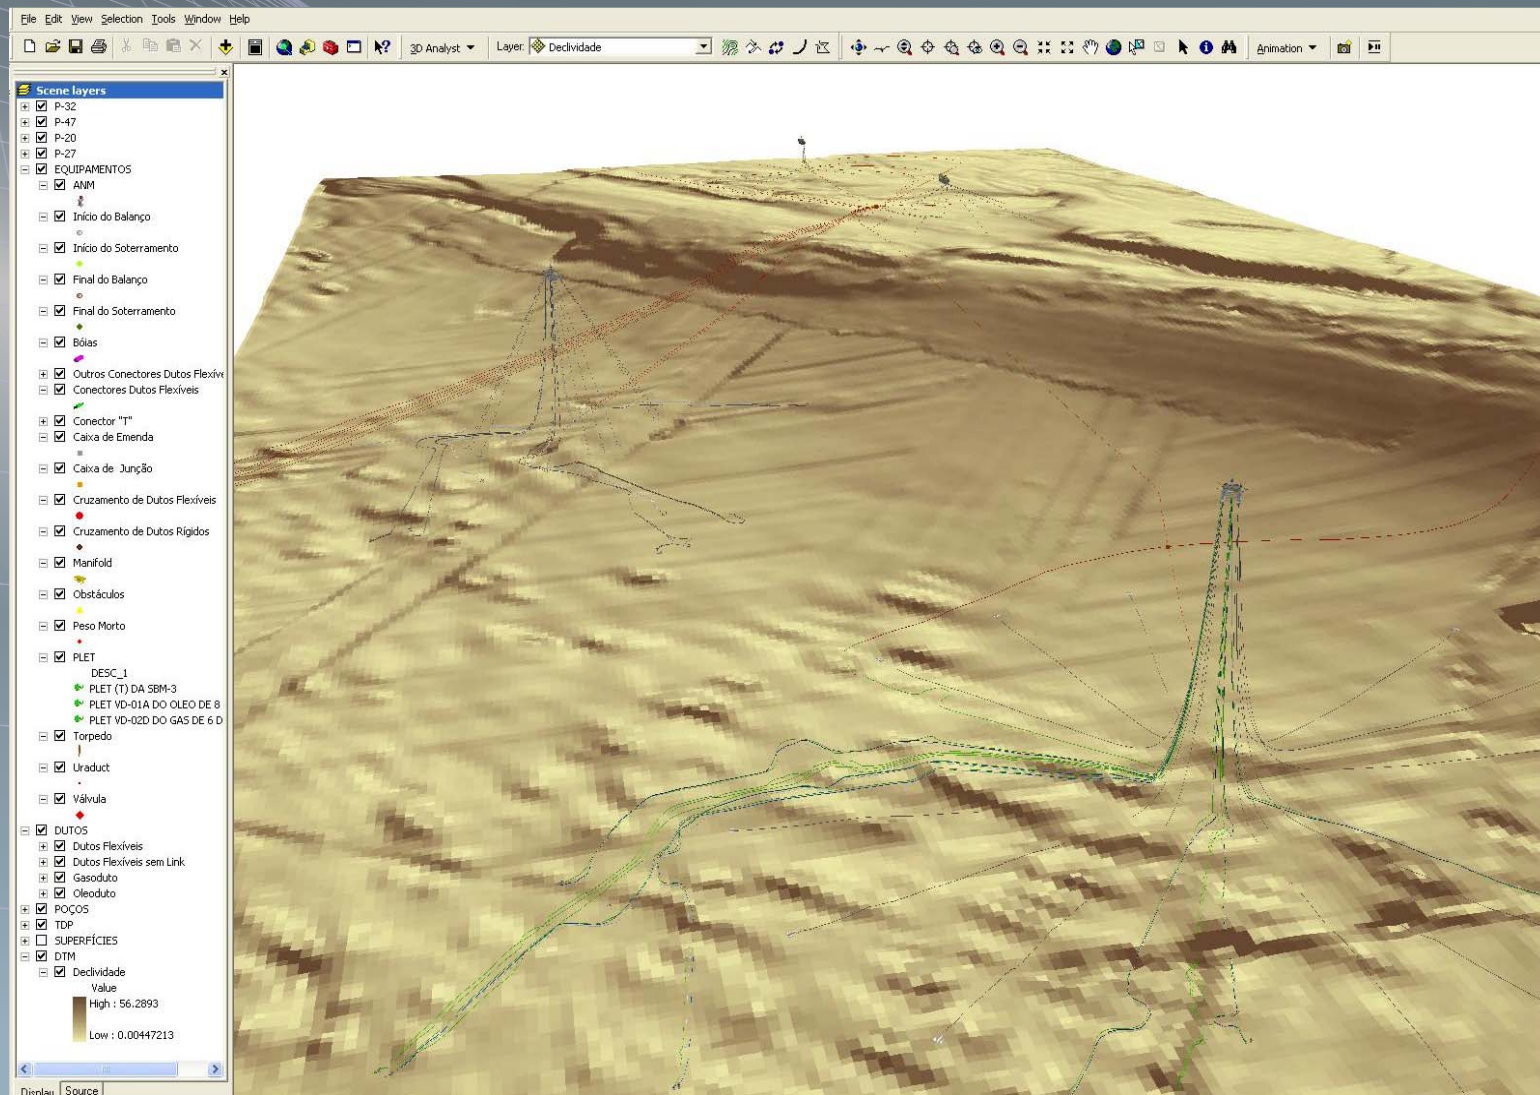 File Edit View Selection Tools Window Help
3D Analyst Layer: Declividade Animation
Scene layers
P-32
P-47
P-20
P-27
EQUIPAMENTOS
ANM
Início do Balanço
Início do Soterramento
Final do Balanço
Final do Soterramento
Bóias
Outros Conectores Dutos Flexíve
Conectores Dutos Flexíveis
Conector "T"
Caixa de Emenda
Caixa de Junção
Cruzamento de Dutos Flexíveis
Cruzamento de Dutos Rígidos
Manifold
Obstáculos
Peso Morto
PLET
DESC_1
PLET (T) DA SBM-3
PLET VD-01A DO OLEO DE 8
PLET VD-02D DO GAS DE 6 D
Torpedo
Uraduct
Válvula
DUTOS
Dutos Flexíveis
Dutos Flexíveis sem Link
Gasoduto
Oleoduto
POÇOS
TDP
SUPERFÍCIES
DTM
Declividade
Value
High : 56.2893
Low : 0.00447213
Display Source